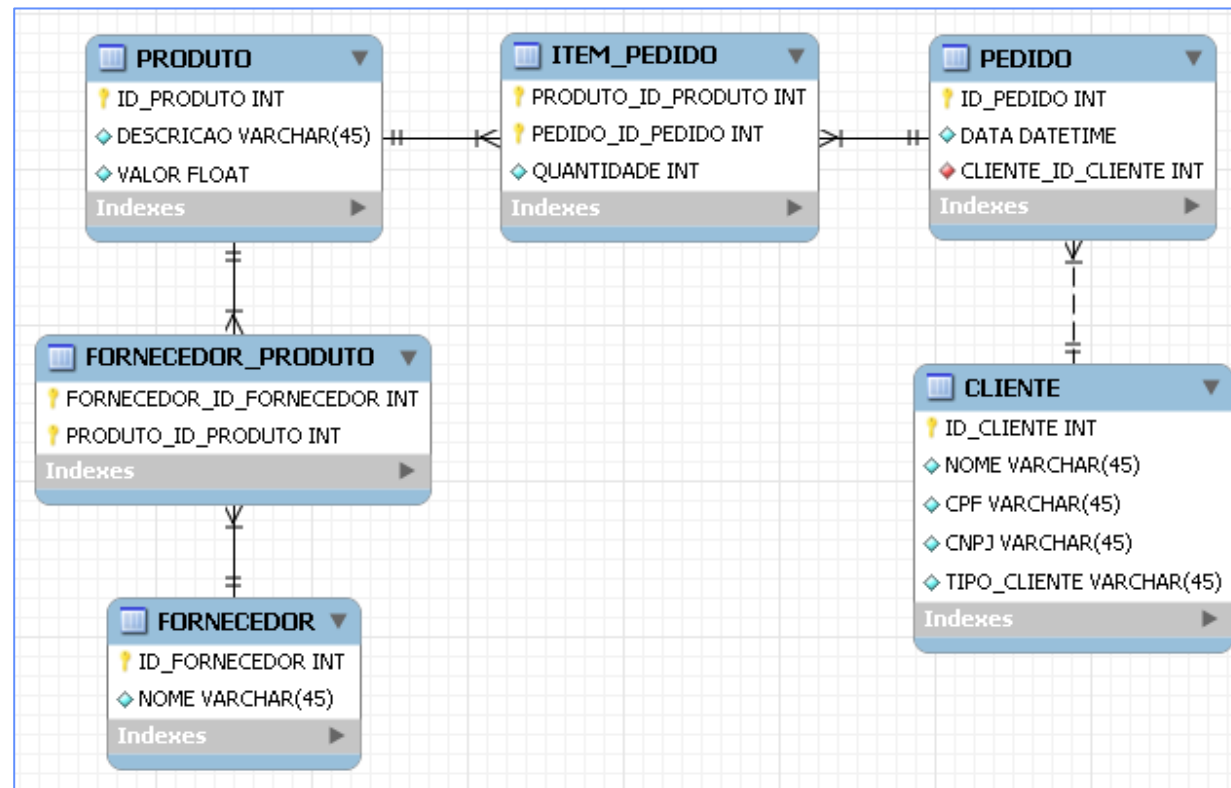 PRODUTO
ID_PRODUTO INT
DESCRICAO VARCHAR(45)
VALOR FLOAT
Indexes
ITEM_PEDIDO
PRODUTO_ID_PRODUTO INT
PEDIDO_ID_PEDIDO INT
QUANTIDADE INT
Indexes
PEDIDO
ID_PEDIDO INT
DATA DATETIME
CLIENTE_ID_CLIENTE INT
Indexes
FORNECEDOR_PRODUTO
FORNECEDOR_ID_FORNECEDOR INT
PRODUTO_ID_PRODUTO INT
Indexes
CLIENTE
ID_CLIENTE INT
NOME VARCHAR(45)
CPF VARCHAR(45)
CNPJ VARCHAR(45)
TIPO_CLIENTE VARCHAR(45)
Indexes
FORNECEDOR
ID_FORNECEDOR INT
NOME VARCHAR(45)
Indexes